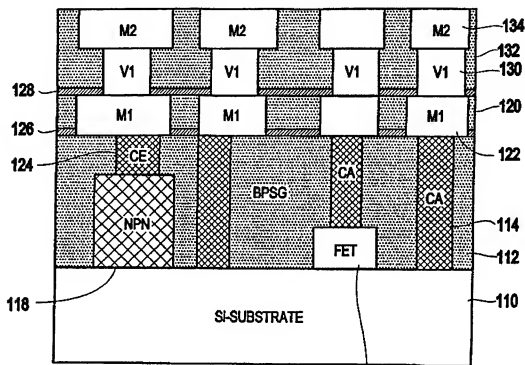 M2 M2 M2 134
132
V1 V1 V1 V1 130
128
M1 M1 M1 120
126
122
124 CE
BPSG CA CA
NPN 114
FET 112
118
SI-SUBSTRATE 110